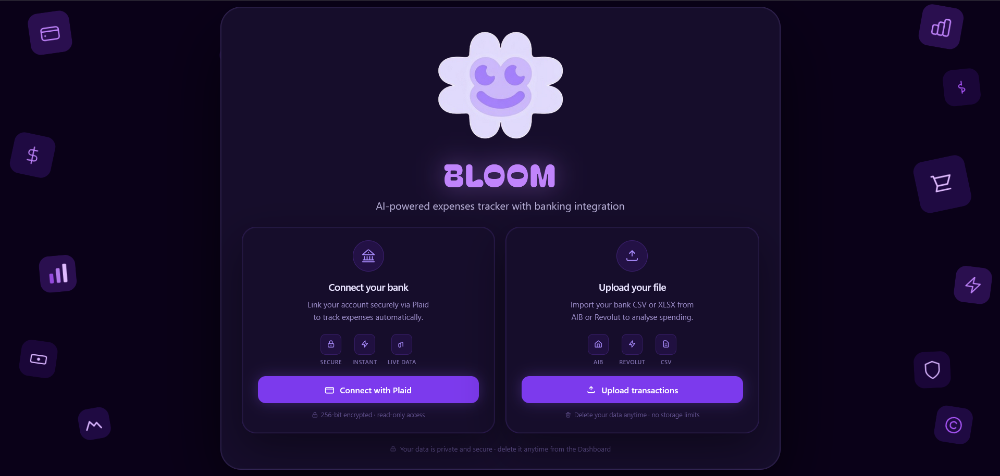 BLOOM
AI-powered expenses tracker with banking integration
Connect your bank
Link your account securely via Plaid
to track expenses automatically.
SECURE INSTANT LIVE DATA
Connect with Plaid
256-bit encrypted · read-only access
Upload your file
Import your bank CSV or XLSX from
AIB or Revolut to analyse spending.
AIB REVOLUT CSV
Upload transactions
Delete your data anytime · no storage limits
Your data is private and secure · delete it anytime from the Dashboard